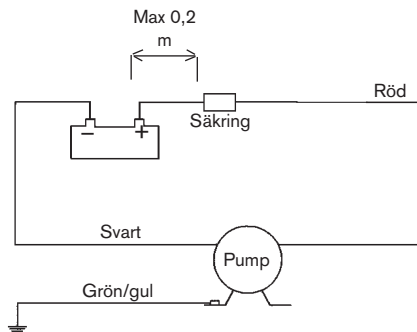 Max 0,2
m
Röd
Säkring
− +
Svart
Pump
Grön/gul